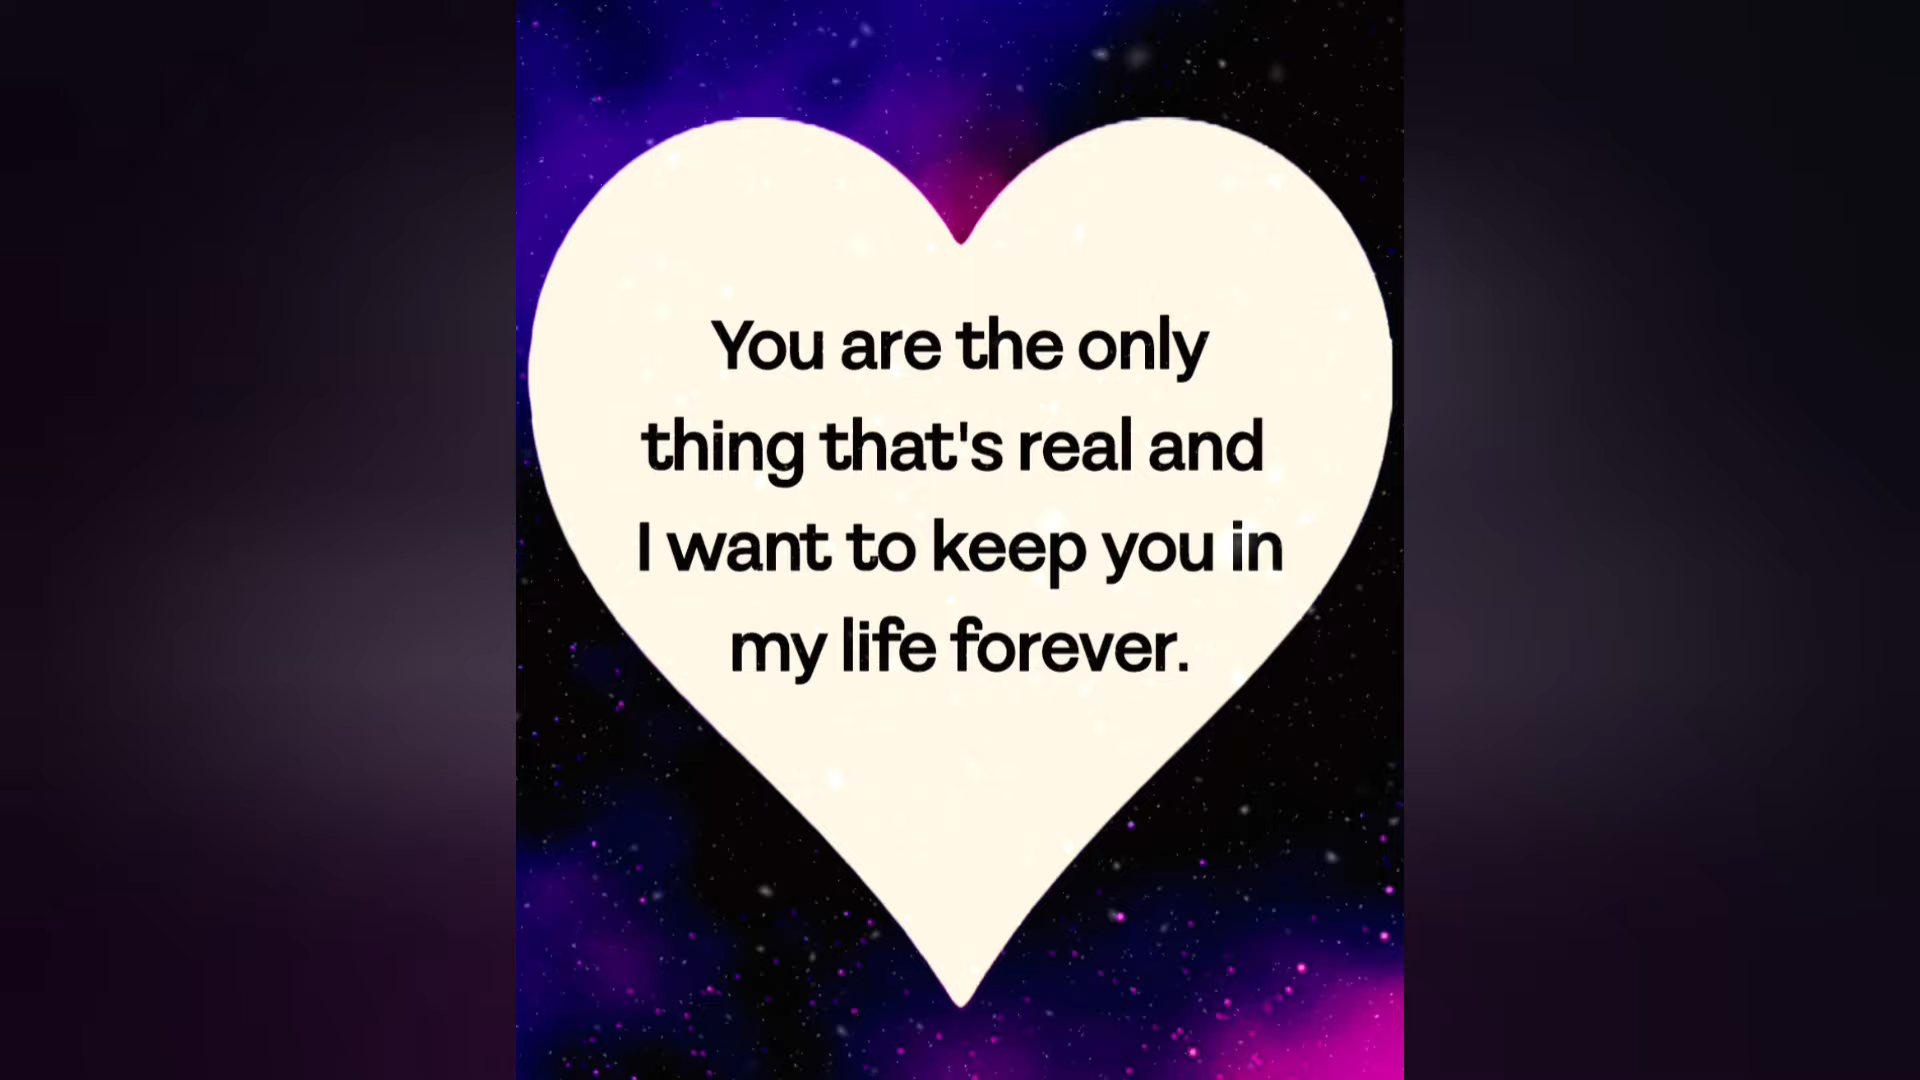 You are the only
thing that's real and
I want to keep you in
my life forever.